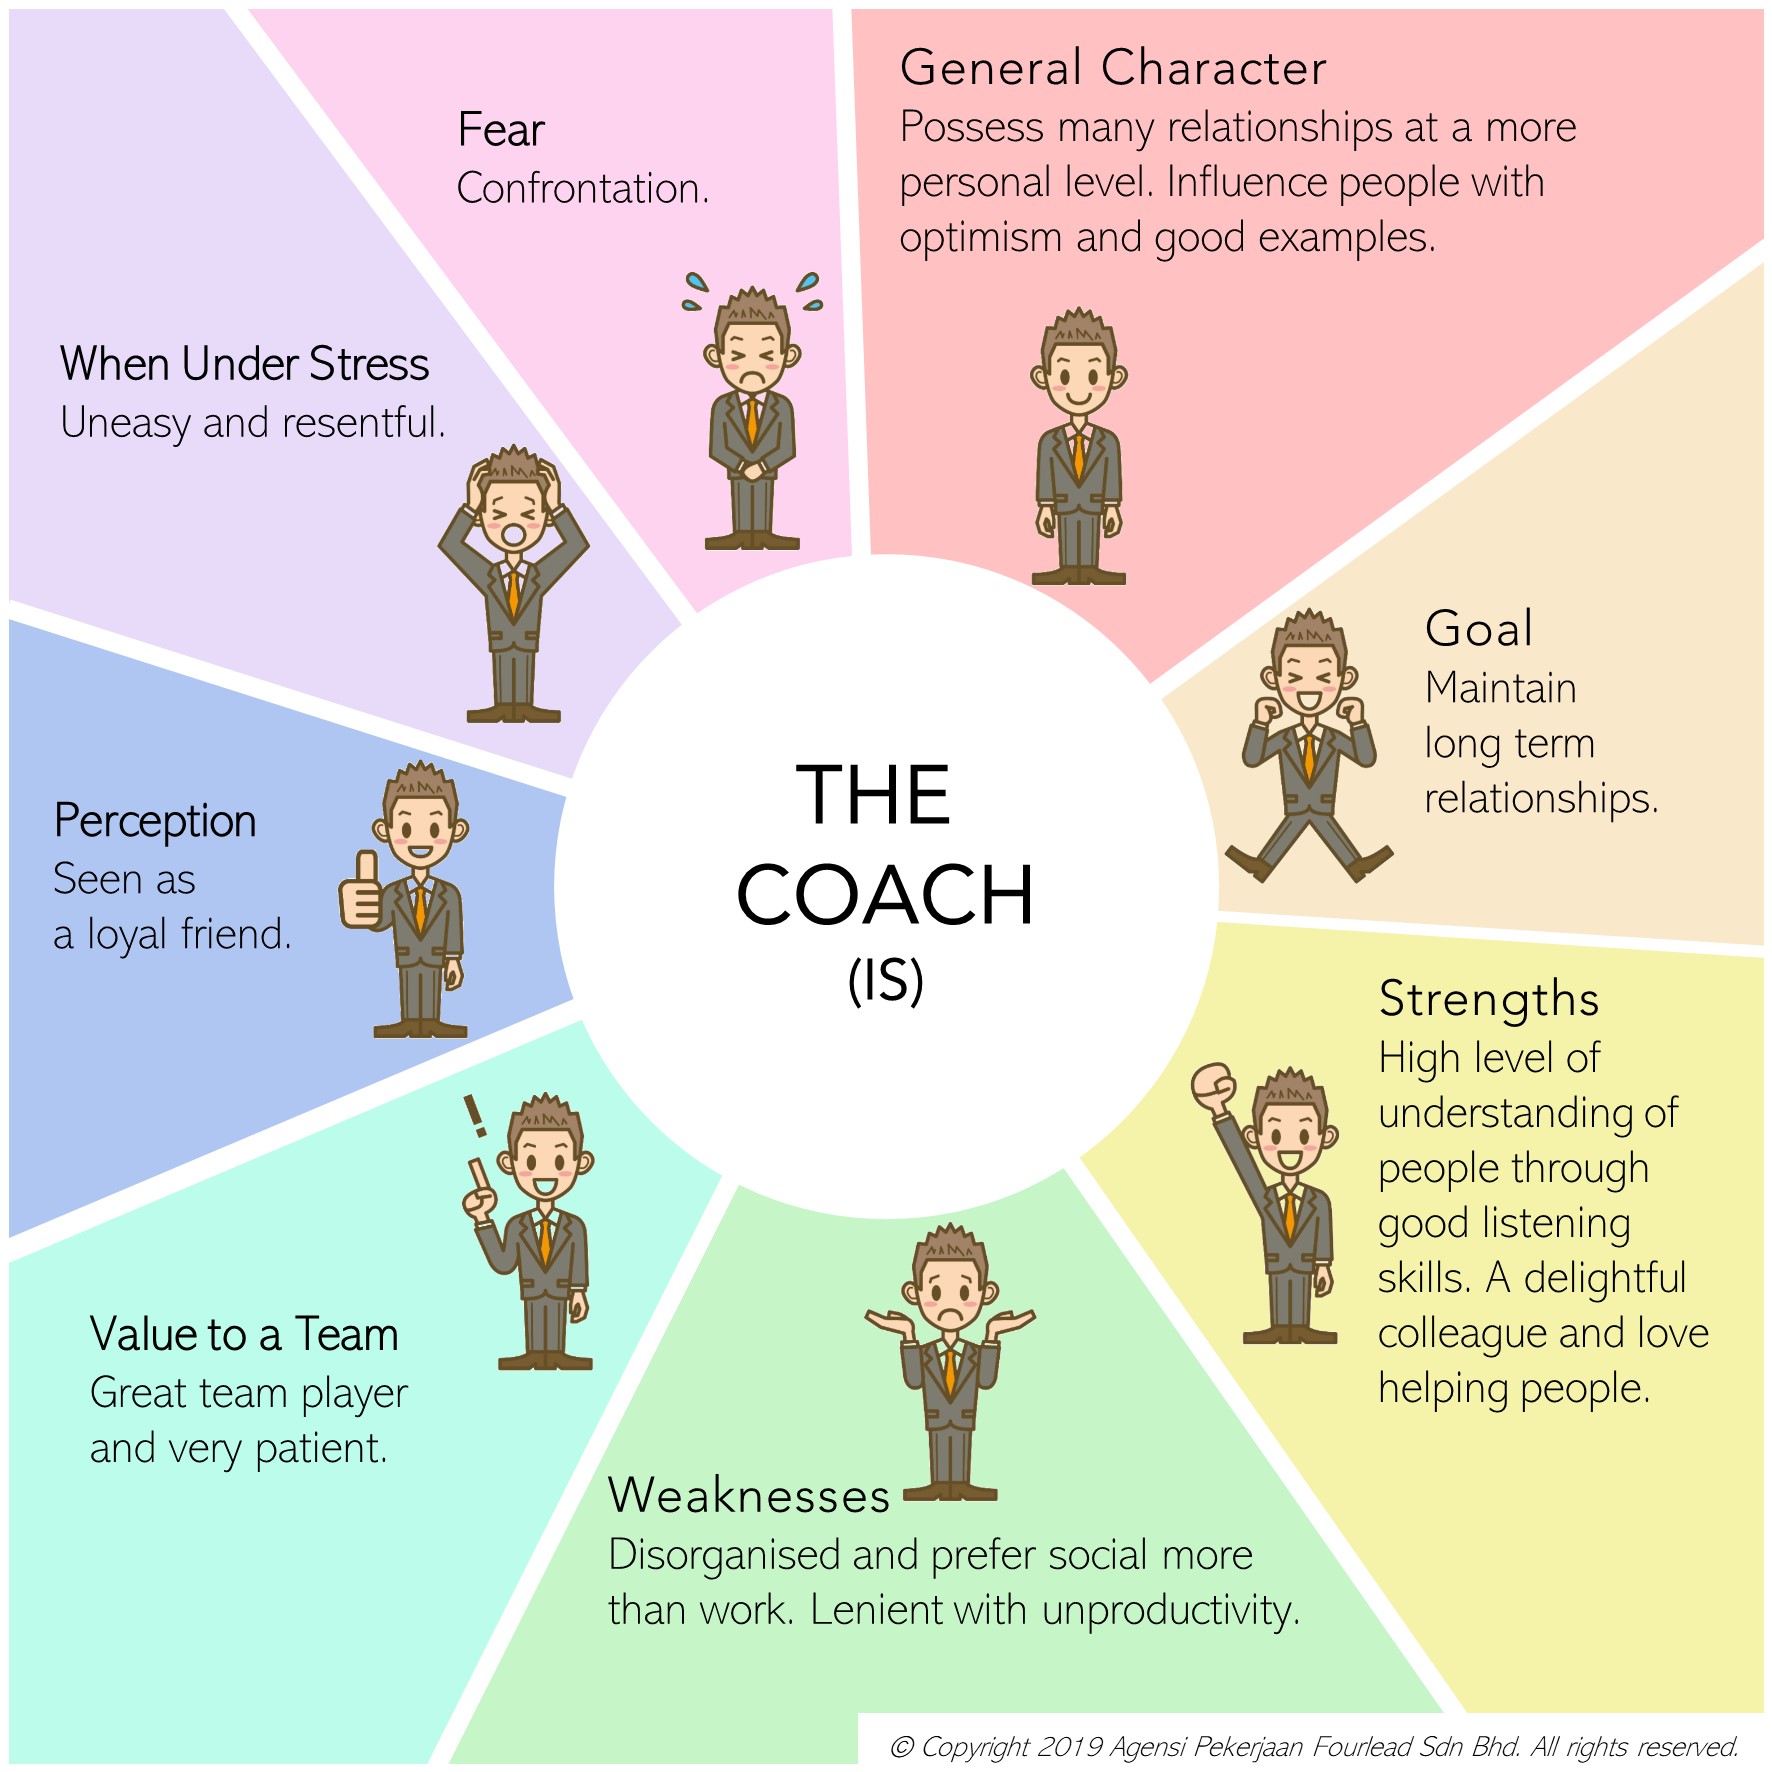 General Character
Possess many relationships at a more
personal level. Influence people with
optimism and good examples.
Goal
Maintain
long term
relationships.
Strengths
High level of
understanding of
people through
good listening
skills. A delightful
colleague and love
helping people.
Weaknesses
Disorganised and prefer social more
than work. Lenient with unproductivity.
Value to a Team
Great team player
and very patient.
!
Perception
Seen as
a loyal friend.
When Under Stress
Uneasy and resentful.
Fear
Confrontation.
THE
COACH
(IS)
© Copyright 2019 Agensi Pekerjaan Fourlead Sdn Bhd. All rights reserved.